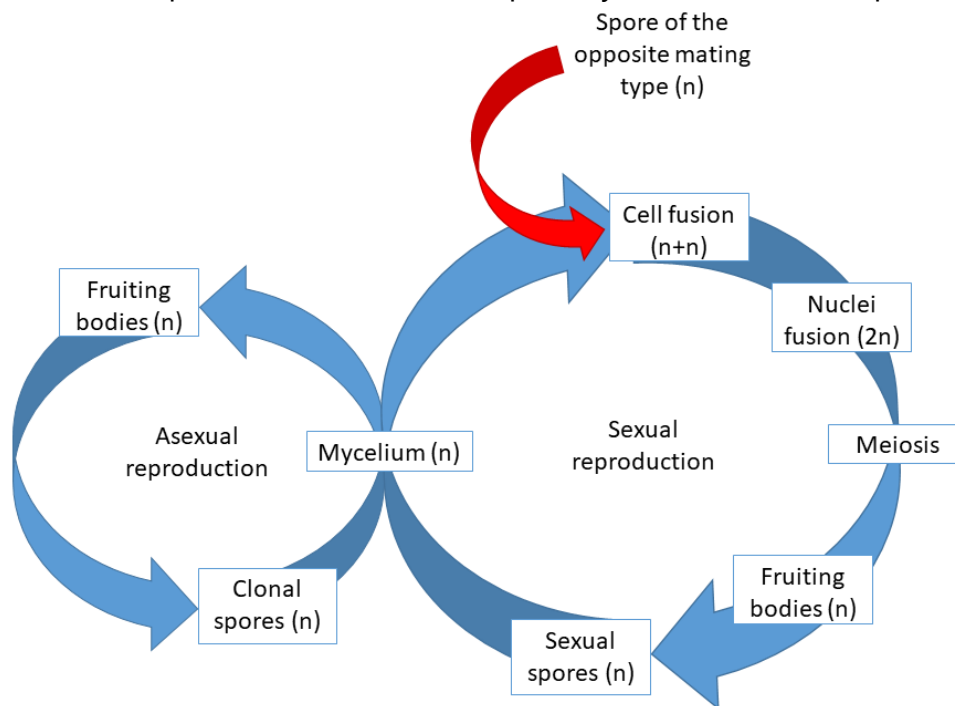 Spore of the
opposite mating
type (n)
Cell fusion
(n+n)
Fruiting
bodies (n)
Nuclei
fusion (2n)
Asexual
reproduction
Mycelium (n)
Sexual
reproduction
Meiosis
Clonal
spores (n)
Fruiting
bodies (n)
Sexual
spores (n)